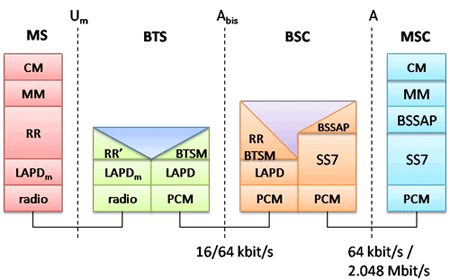 Um Abis A
MS BTS BSC MSC
CM
MM
RR
LAPDm
radio
RR'
BTSM
LAPDm
LAPD
radio
PCM
RR
BTSM
BSSAP
LAPD
SS7
PCM
PCM
CM
MM
BSSAP
SS7
PCM
16/64 kbit/s
64 kbit/s /
2.048 Mbit/s